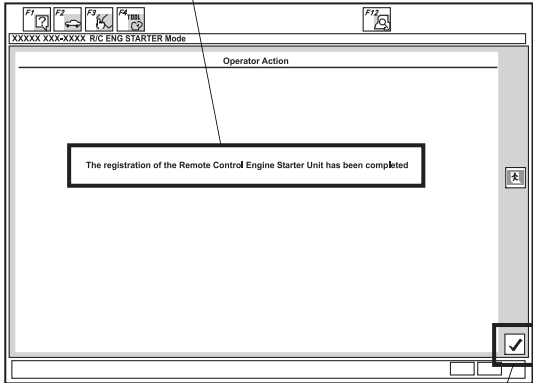 F1 F2 F3 F4 TOOL F12
XXXXX XXX-XXXX R/C ENG STARTER Mode
Operator Action
The registration of the Remote Control Engine Starter Unit has been completed